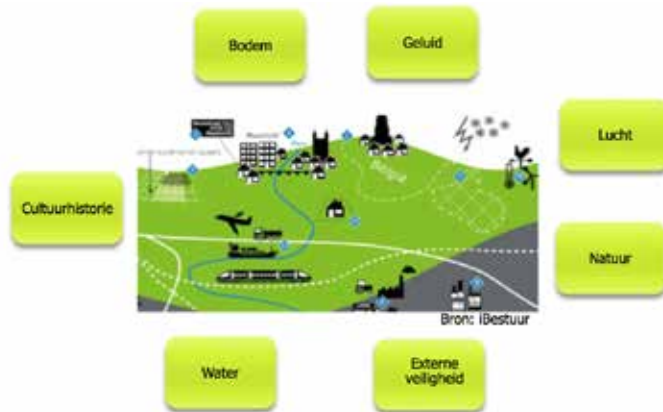 Bodem
Geluid
Lucht
Cultuurhistorie
Natuur
Bron: iBestuur
Water
Externe
veiligheid